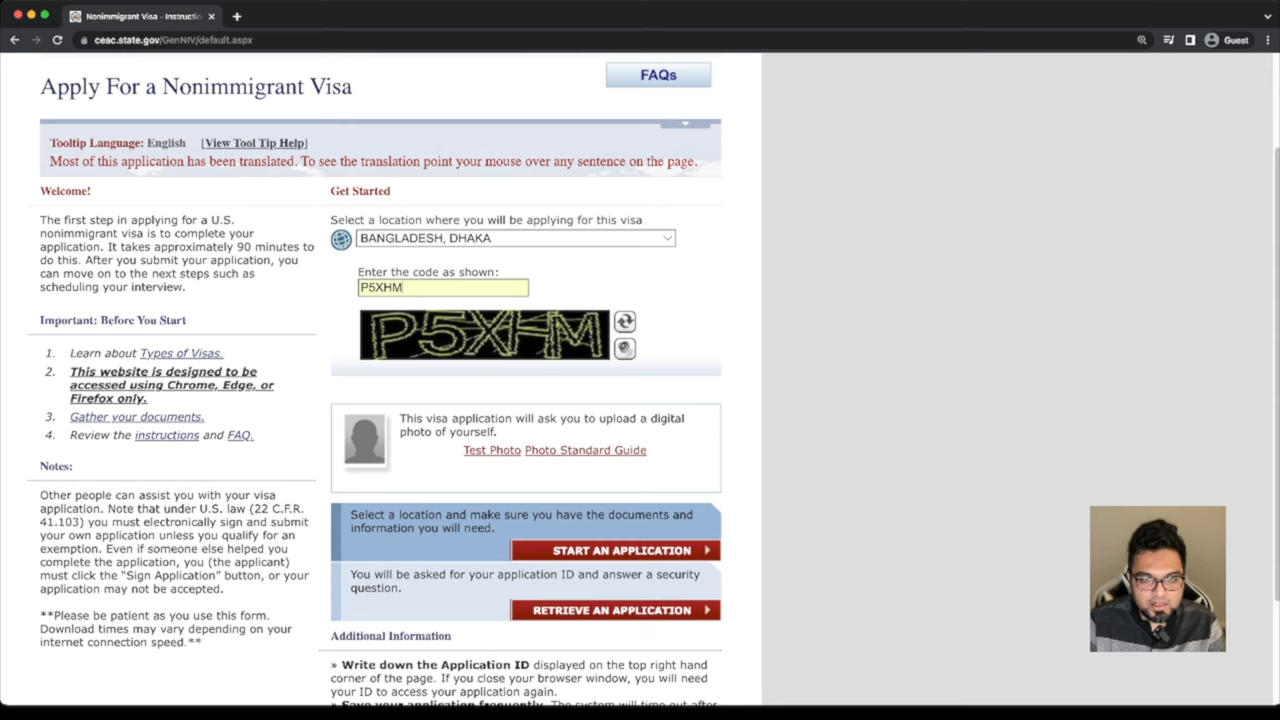 Nonimmigrant Visa - Instructio
ceac.state.gov/GenNIV/default.aspx
Guest
Apply For a Nonimmigrant Visa
FAQs
Tooltip Language: English [View Tool Tip Help]
Most of this application has been translated. To see the translation point your mouse over any sentence on the page.
Welcome!
The first step in applying for a U.S.
nonimmigrant visa is to complete your
application. It takes approximately 90 minutes to
do this. After you submit your application, you
can move on to the next steps such as
scheduling your interview.
Important: Before You Start
1. Learn about Types of Visas.
2. This website is designed to be
accessed using Chrome, Edge, or
Firefox only.
3. Gather your documents.
4. Review the instructions and FAQ.
Notes:
Other people can assist you with your visa
application. Note that under U.S. law (22 C.F.R.
41.103) you must electronically sign and submit
your own application unless you qualify for an
exemption. Even if someone else helped you
complete the application, you (the applicant)
must click the "Sign Application" button, or your
application may not be accepted.
**Please be patient as you use this form.
Download times may vary depending on your
internet connection speed.**
Get Started
Select a location where you will be applying for this visa
BANGLADESH, DHAKA
Enter the code as shown:
P5XHM
P5XHM
This visa application will ask you to upload a digital
photo of yourself.
Test Photo Photo Standard Guide
Select a location and make sure you have the documents and
information you will need.
START AN APPLICATION
You will be asked for your application ID and answer a security
question.
RETRIEVE AN APPLICATION
Additional Information
» Write down the Application ID displayed on the top right hand
corner of the page. If you close your browser window, you will need
your ID to access your application again.
» Save your application frequently. The system will time out after